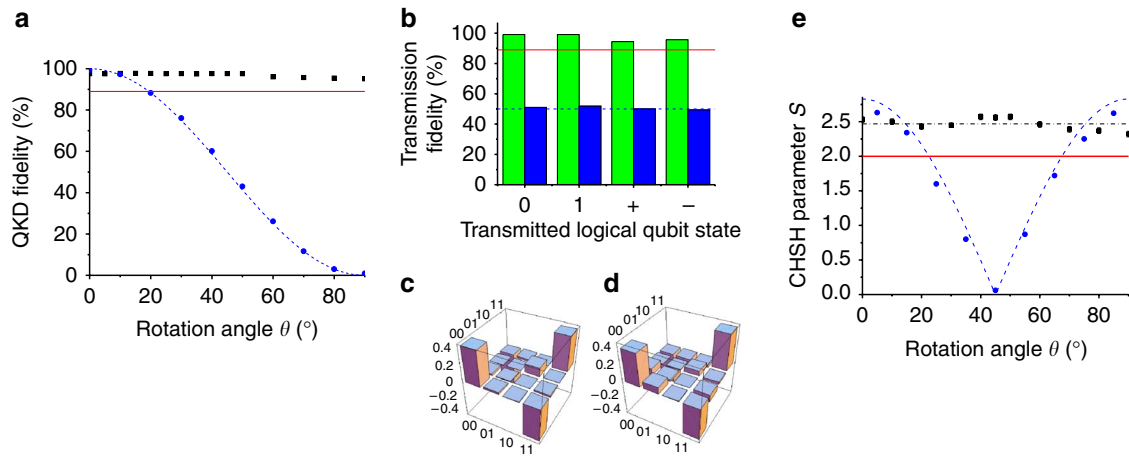 a
100
80
60
40
20
0
QKD fidelity (%)
0 20 40 60 80
Rotation angle θ (°)
b
100
80
60
40
20
0
Transmission
fidelity (%)
0 1 + −
Transmitted logical qubit state
c
00 01 10 11
0.4
0.2
0
−0.2
−0.4
00 01 10 11
d
00 01 10 11
0.4
0.2
0
−0.2
−0.4
00 01 10 11
e
2.5
2.0
1.5
1.0
0.5
0.0
CHSH parameter S
0 20 40 60 80
Rotation angle θ (°)